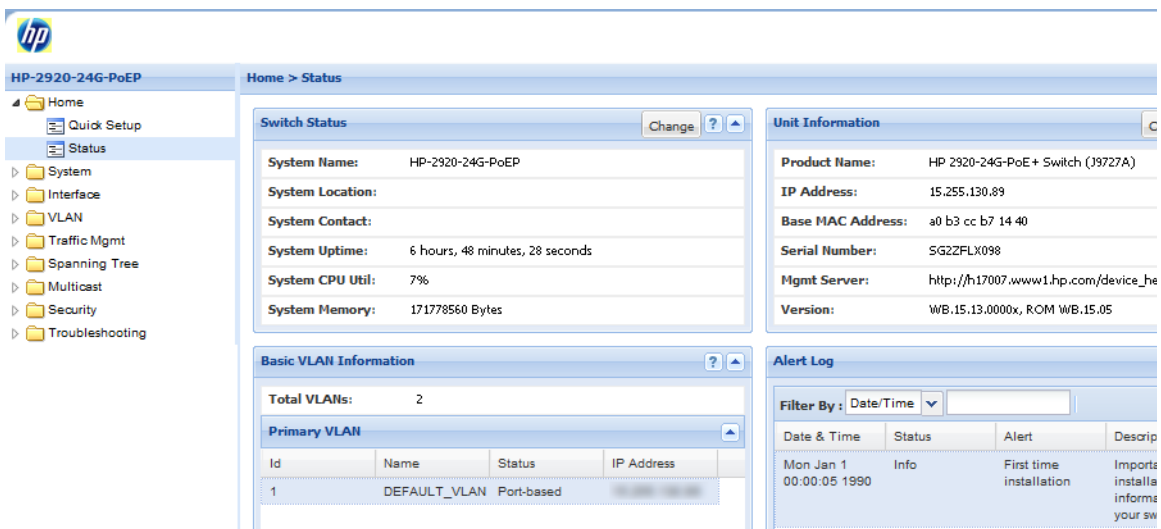 hp
HP-2920-24G-PoEP
Home
Quick Setup
Status
System
Interface
VLAN
Traffic Mgmt
Spanning Tree
Multicast
Security
Troubleshooting
Home > Status
Switch Status
Change
?
System Name: HP-2920-24G-PoEP
System Location:
System Contact:
System Uptime: 6 hours, 48 minutes, 28 seconds
System CPU Util: 7%
System Memory: 171778560 Bytes
Unit Information
C
Product Name: HP 2920-24G-PoE+ Switch (J9727A)
IP Address: 15.255.130.89
Base MAC Address: a0 b3 cc b7 14 40
Serial Number: SG2ZFLX098
Mgmt Server: http://h17007.www1.hp.com/device_he
Version: WB.15.13.0000x, ROM WB.15.05
Basic VLAN Information
?
Total VLANs: 2
Primary VLAN
Id Name Status IP Address
1 DEFAULT_VLAN Port-based
Alert Log
Filter By : Date/Time
Date & Time Status Alert Descrip
Mon Jan 1 Info First time Importa
00:00:05 1990 installation installa
informa
your sw